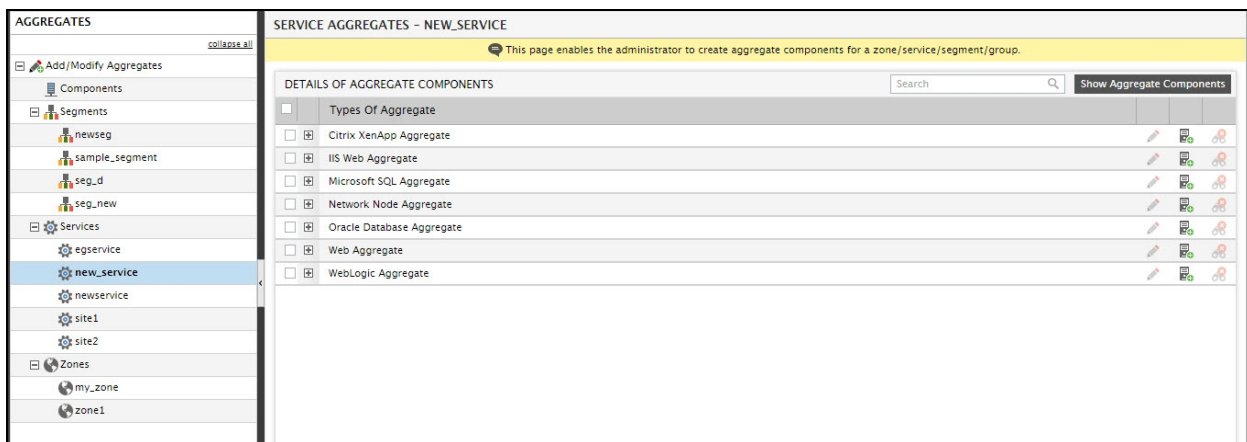 AGGREGATES
collapse all
Add/Modify Aggregates
Components
Segments
newseg
sample_segment
seg_d
seg_new
Services
egservice
new_service
newservice
site1
site2
Zones
my_zone
zone1
SERVICE AGGREGATES - NEW_SERVICE
This page enables the administrator to create aggregate components for a zone/service/segment/group.
DETAILS OF AGGREGATE COMPONENTS Search Show Aggregate Components
Types Of Aggregate
Citrix XenApp Aggregate
IIS Web Aggregate
Microsoft SQL Aggregate
Network Node Aggregate
Oracle Database Aggregate
Web Aggregate
WebLogic Aggregate